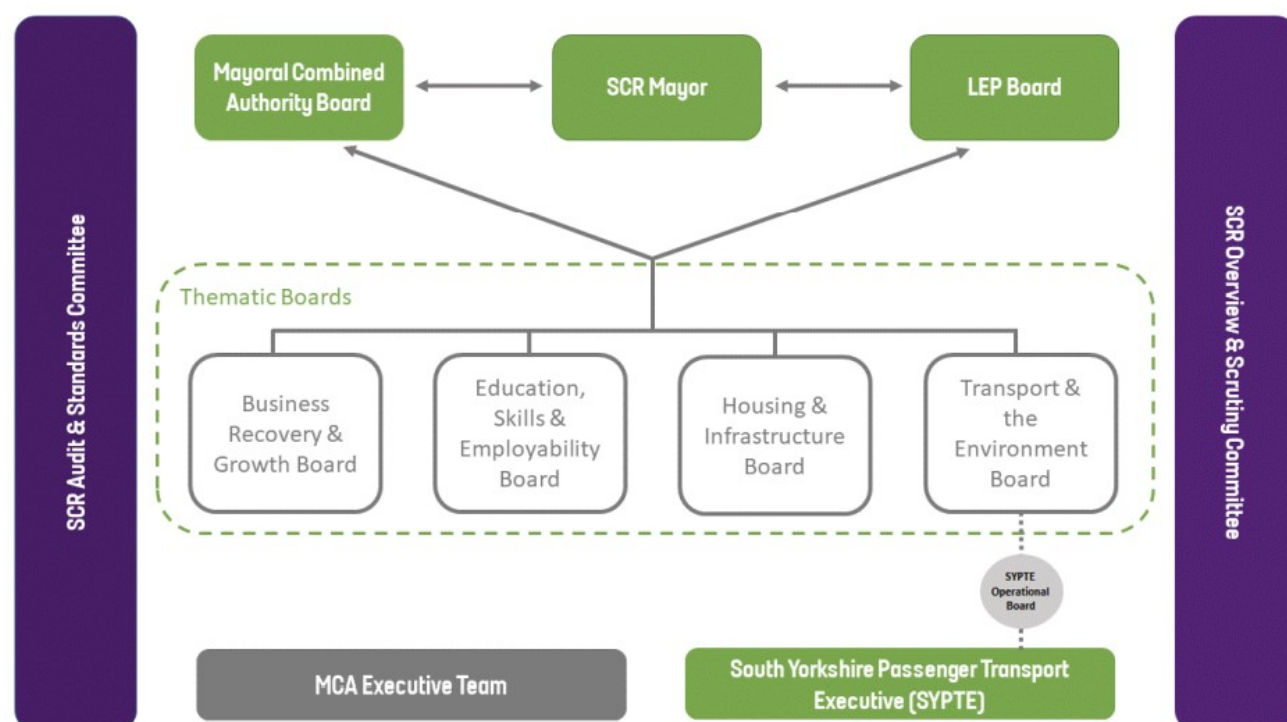 SCR Audit & Standards Committee
Mayoral Combined
Authority Board
SCR Mayor
LEP Board
Thematic Boards
Business
Recovery &
Growth Board
Education,
Skills &
Employability
Board
Housing &
Infrastructure
Board
Transport &
the
Environment
Board
SYPTE
Operational
Board
MCA Executive Team
South Yorkshire Passenger Transport
Executive (SYPTE)
SCR Overview & Scrutiny Committee